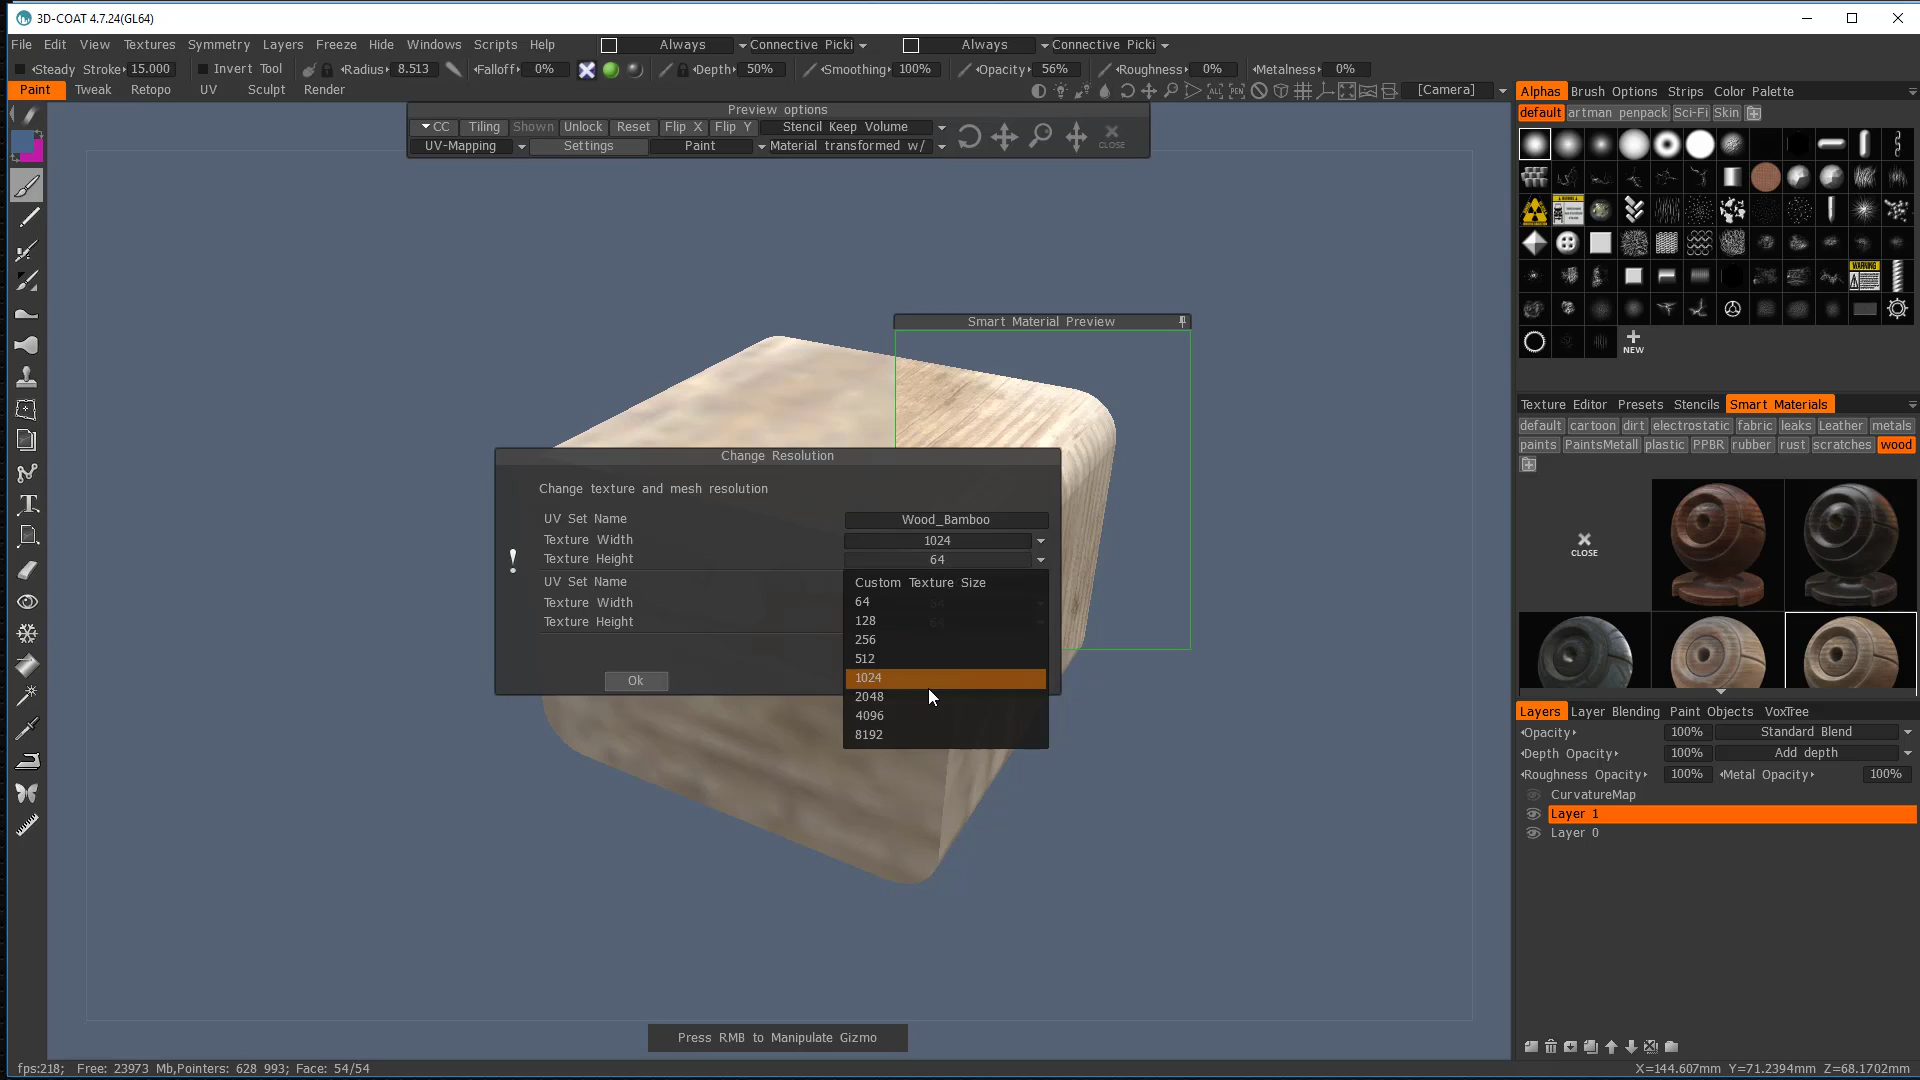 3D-COAT 4.7.24(GL64)
File Edit View Textures Symmetry Layers Freeze Hide Windows Scripts Help Always Connective Picki Always Connective Picki
Steady Stroke 15.000 Invert Tool Radius 8.513 Falloff 0% Depth 50% Smoothing 100% Opacity 56% Roughness 0% Metalness 0%
Paint Tweak Retopo UV Sculpt Render ALL PEN [Camera]
Preview options
CC Tiling Shown Unlock Reset Flip X Flip Y Stencil Keep Volume
UV-Mapping Settings Paint Material transformed w/ CLOSE
Alphas Brush Options Strips Color Palette
default artman penpack Sci-Fi Skin
WARNING
NEW
Smart Material Preview
Texture Editor Presets Stencils Smart Materials
default cartoon dirt electrostatic fabric leaks Leather metals
paints PaintsMetall plastic PPBR rubber rust scratches wood
CLOSE
Change Resolution
Change texture and mesh resolution
UV Set Name Wood_Bamboo
Texture Width 1024
Texture Height 64
UV Set Name
Texture Width 64
Texture Height 64
Ok
Custom Texture Size
64
128
256
512
1024
2048
4096
8192
Layers Layer Blending Paint Objects VoxTree
Opacity 100% Standard Blend
Depth Opacity 100% Add depth
Roughness Opacity 100% Metal Opacity 100%
CurvatureMap
Layer 1
Layer 0
Press RMB to Manipulate Gizmo
fps:218; Free: 23973 Mb,Pointers: 628 993; Face: 54/54 X=144.607mm Y=71.2394mm Z=68.1702mm